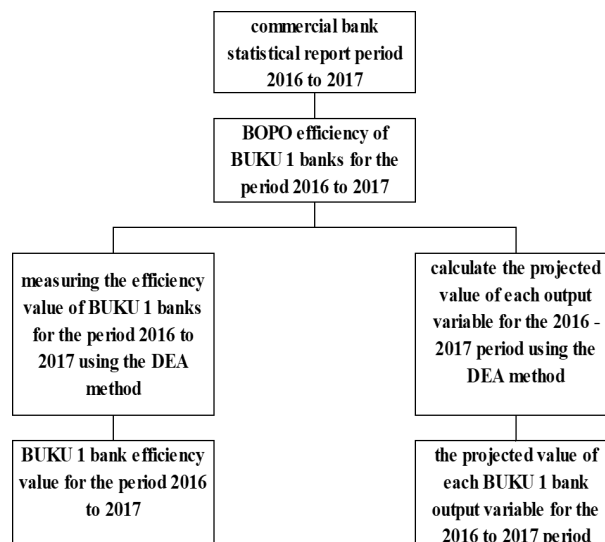 commercial bank
statistical report period
2016 to 2017
BOPO efficiency of
BUKU 1 banks for the
period 2016 to 2017
measuring the efficiency
value of BUKU 1 banks
for the period 2016 to
2017 using the DEA
method
calculate the projected
value of each output
variable for the 2016 -
2017 period using the
DEA method
BUKU 1 bank efficiency
value for the period 2016
to 2017
the projected value of
each BUKU 1 bank
output variable for the
2016 to 2017 period